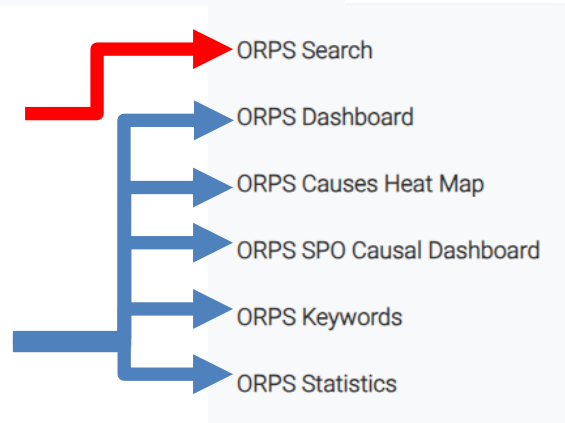 ORPS Search
ORPS Dashboard
ORPS Causes Heat Map
ORPS SPO Causal Dashboard
ORPS Keywords
ORPS Statistics